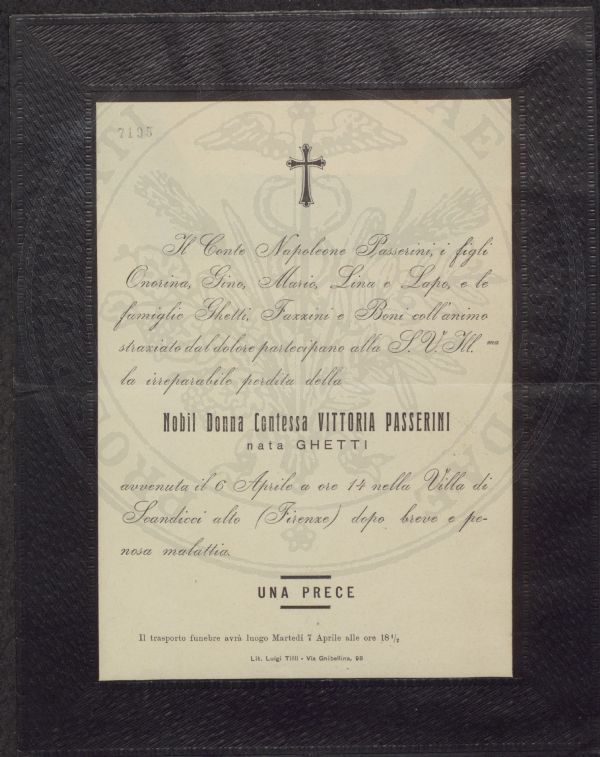 7195
Il Conte Napoleone Passerini, i figli
Onorina, Gino, Mario, Lina e Lapo, e le
famiglie Ghetti, Fazzini e Boni coll'animo
straziato dal dolore partecipano alla S. V. Ill.ma
la irreparabile perdita della
Nobil Donna Contessa VITTORIA PASSERINI
nata GHETTI
avvenuta il 6 Aprile a ore 14 nella Villa di
Scandicci alto (Firenze) dopo breve e pe-
nosa malattia.
UNA PRECE
Il trasporto funebre avrà luogo Martedì 7 Aprile alle ore 18 1/2
Lit. Luigi Tilli - Via Ghibellina, 98